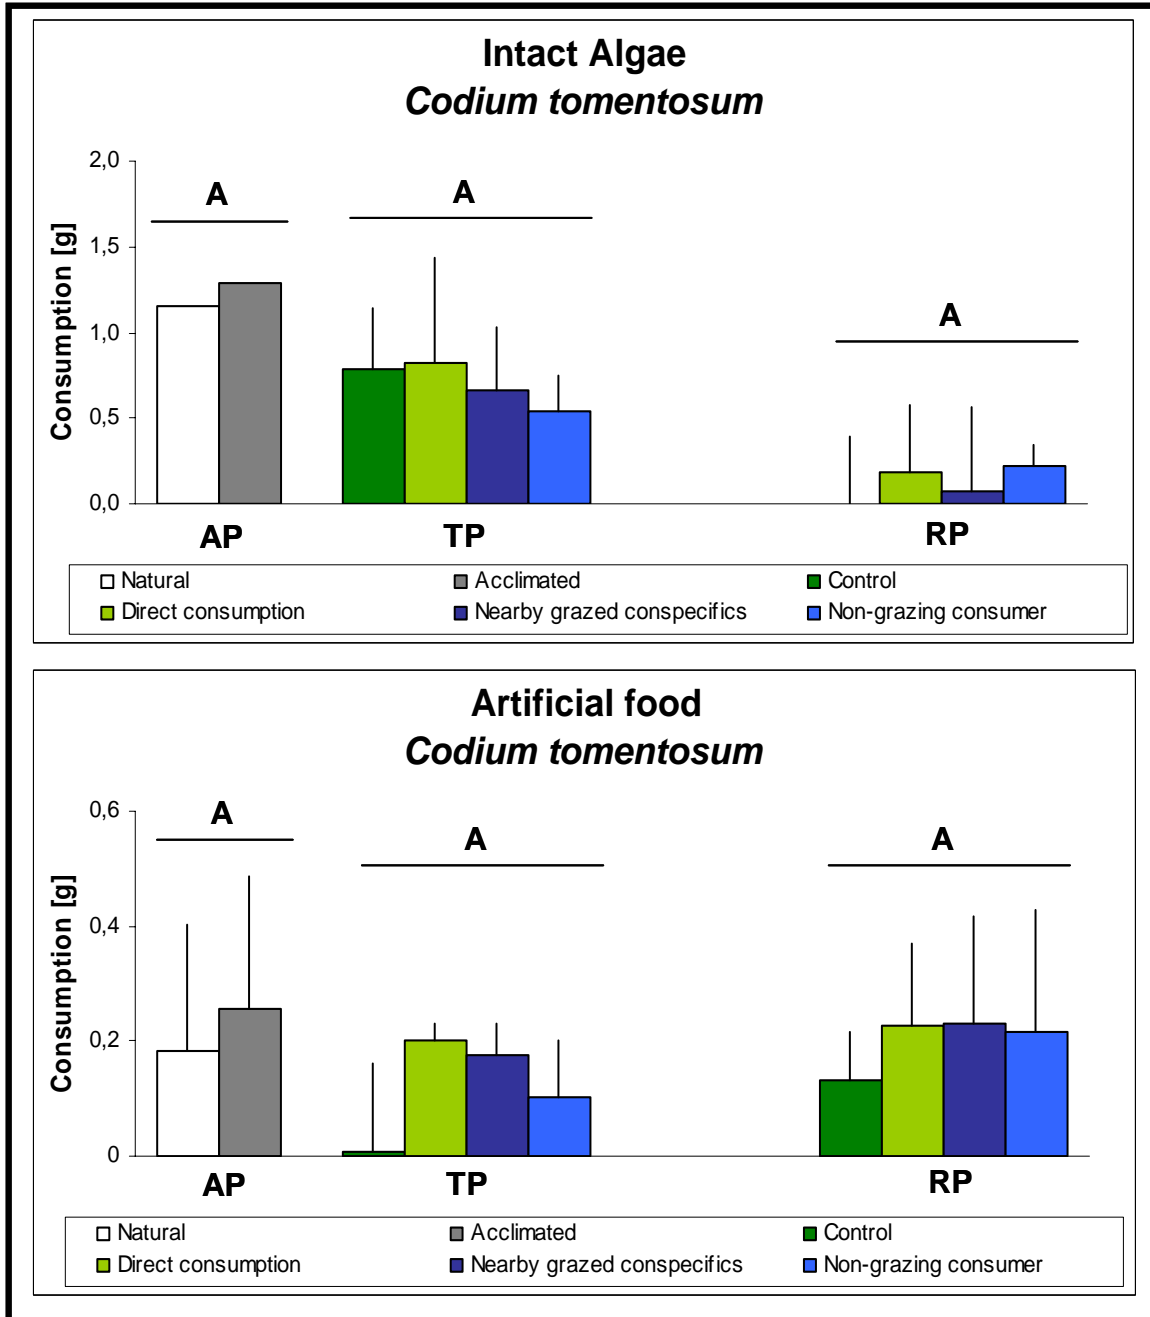 Intact Algae
Codium tomentosum
Consumption [g]
2,0
1,5
1,0
0,5
0,0
A
A
A
AP
TP
RP
Natural
Acclimated
Control
Direct consumption
Nearby grazed conspecifics
Non-grazing consumer
Artificial food
Codium tomentosum
Consumption [g]
0,6
0,4
0,2
0
A
A
A
AP
TP
RP
Natural
Acclimated
Control
Direct consumption
Nearby grazed conspecifics
Non-grazing consumer